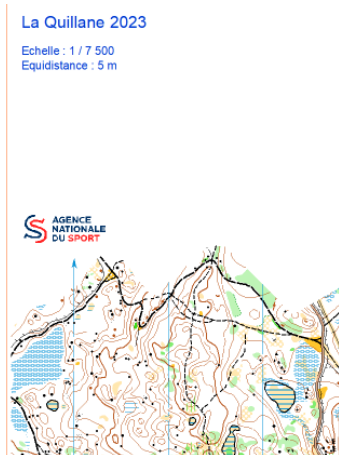 La Quillane 2023
Echelle : 1 / 7 500
Equidistance : 5 m
AGENCE
NATIONALE
DU SPORT